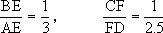 BE/AE = 1/3, CF/FD = 1/2.5